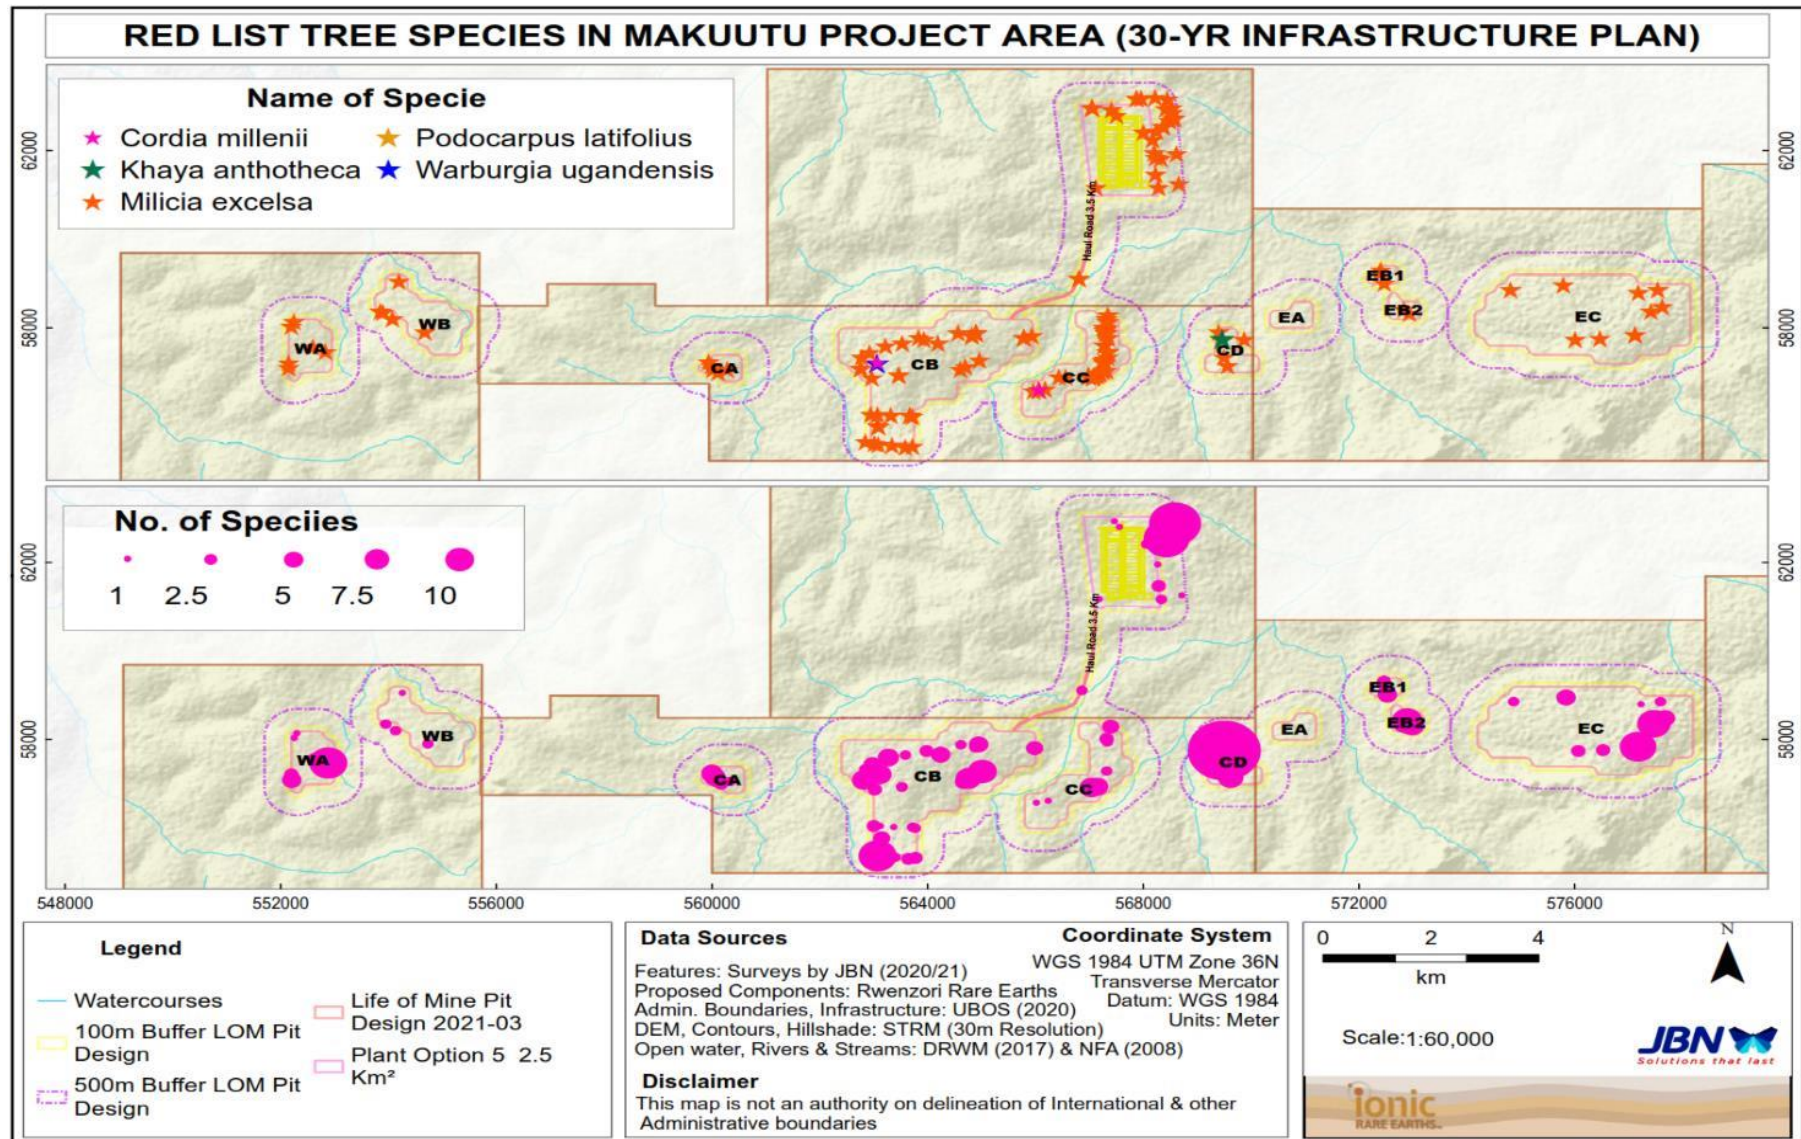 RED LIST TREE SPECIES IN MAKUUTU PROJECT AREA (30-YR INFRASTRUCTURE PLAN)
Name of Specie
Cordia millenii
Podocarpus latifolius
Khaya anthotheca
Warburgia ugandensis
Milicia excelsa
62000
62000
58000
58000
Haul Road 3.5 Km
WA
WB
CA
CB
CC
CD
EA
EB1
EB2
EC
No. of Speciies
1 2.5 5 7.5 10
62000
62000
58000
58000
Haul Road 3.5 Km
WA
WB
CA
CB
CC
CD
EA
EB1
EB2
EC
548000 552000 556000 560000 564000 568000 572000 576000
Legend
Watercourses
100m Buffer LOM Pit
Design
500m Buffer LOM Pit
Design
Life of Mine Pit
Design 2021-03
Plant Option 5 2.5
Km²
Data Sources
Features: Surveys by JBN (2020/21)
Proposed Components: Rwenzori Rare Earths
Admin. Boundaries, Infrastructure: UBOS (2020)
DEM, Contours, Hillshade: STRM (30m Resolution)
Open water, Rivers & Streams: DRWM (2017) & NFA (2008)
Coordinate System
WGS 1984 UTM Zone 36N
Transverse Mercator
Datum: WGS 1984
Units: Meter
Disclaimer
This map is not an authority on delineation of International & other
Administrative boundaries
0 2 4
km
N
Scale:1:60,000
JBN
Solutions that last
ionic
RARE EARTHS